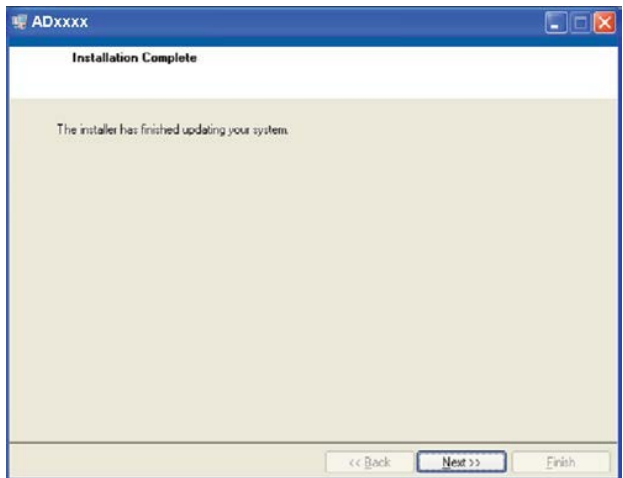 ADxxxx
Installation Complete
The installer has finished updating your system.
<< Back Next >> Finish